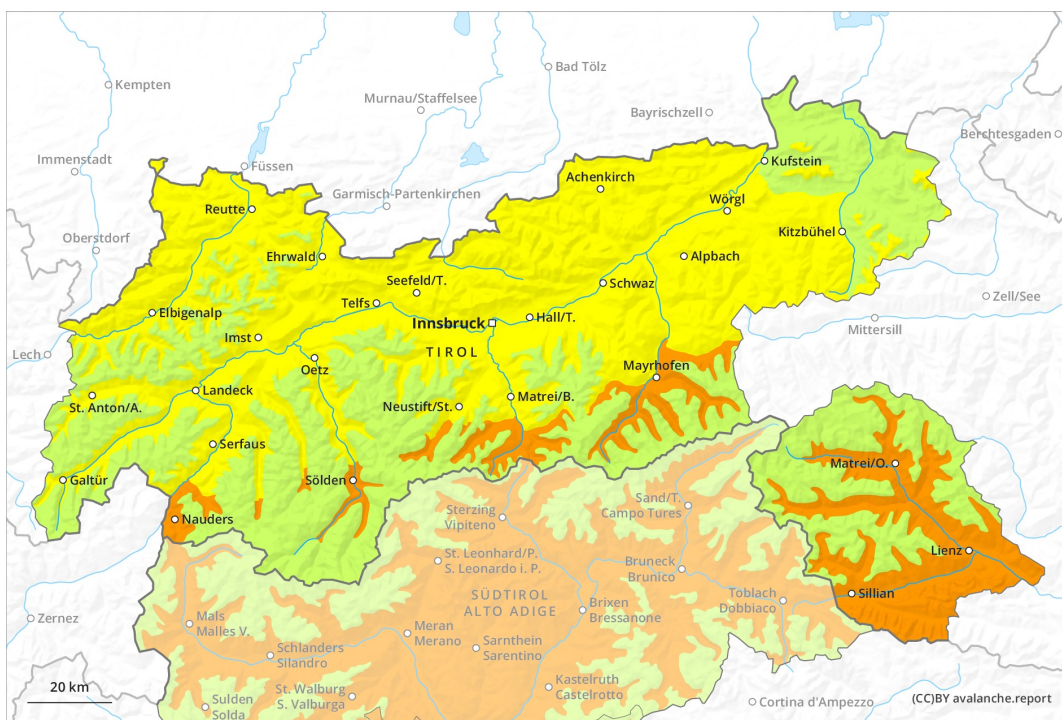 Kempten
Bad Tölz
Murnau/Staffelsee
Bayrischzell
Berchtesgaden
Immenstadt
Füssen
Kufstein
Achenkirch
Garmisch-Partenkirchen
Reutte
Wörgl
Oberstdorf
Kitzbühel
Ehrwald
Alpbach
Seefeld/T.
Schwaz
Zell/See
Telfs
Elbigenalp
Hall/T.
Innsbruck
Mittersill
Imst
TIROL
Lech
Oetz
Mayrhofen
Landeck
St. Anton/A.
Matrei/B.
Neustift/St.
Serfaus
Matrei/O.
Galtür
Sölden
Sand/T.
Campo Tures
Sterzing
Vipiteno
Nauders
Lienz
St. Leonhard/P.
S. Leonardo i. P.
Bruneck
Brunico
Sillian
SÜDTIROL
ALTO ADIGE
Toblach
Dobbiaco
Brixen
Bressanone
Zernez
Mals
Malles V.
Meran
Merano
Sarnthein
Sarentino
Schlanders
Silandro
Kastelruth
Castelrotto
St. Walburg
S. Valburga
20 km
Sulden
Solda
Cortina d'Ampezzo
(CC)BY avalanche.report